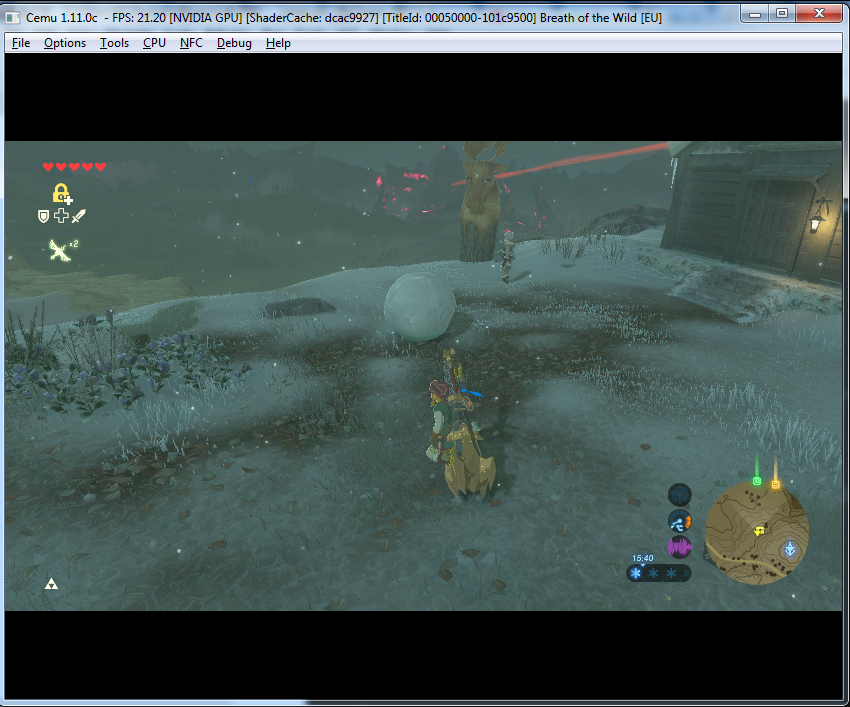 Cemu 1.11.0c - FPS: 21.20 [NVIDIA GPU] [ShaderCache: dcac9927] [TitleId: 00050000-101c9500] Breath of the Wild [EU]
File Options Tools CPU NFC Debug Help
x2
15:40